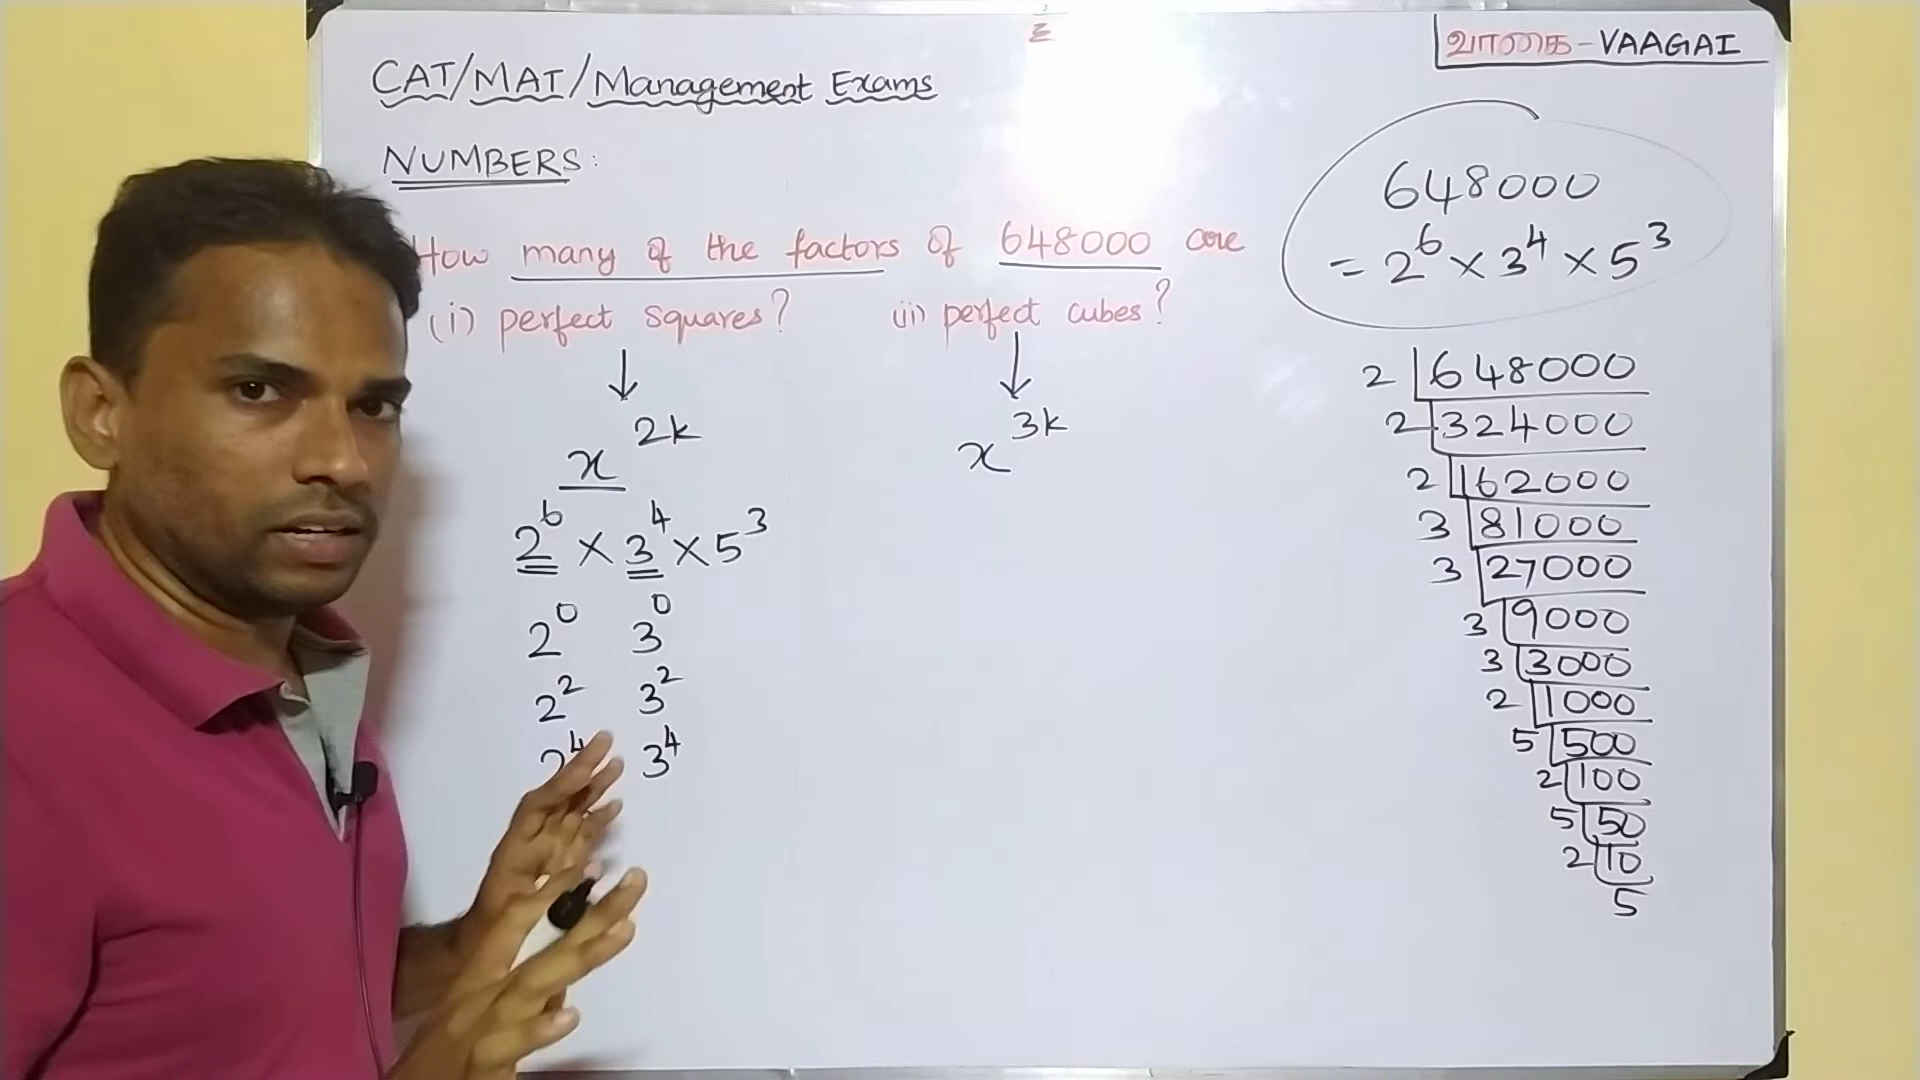 வாகை - VAAGAI
CAT/MAT/Management Exams
NUMBERS:
How many of the factors of 648000 are
(i) perfect squares? (ii) perfect cubes?
x^2k
2^6 × 3^4 × 5^3
2^0 3^0
2^2 3^2
2^4 3^4
x^3k
648000
= 2^6 × 3^4 × 5^3
2 | 648000
2 | 324000
2 | 162000
3 | 81000
3 | 27000
3 | 9000
3 | 3000
2 | 1000
5 | 500
2 | 100
5 | 50
2 | 10
5